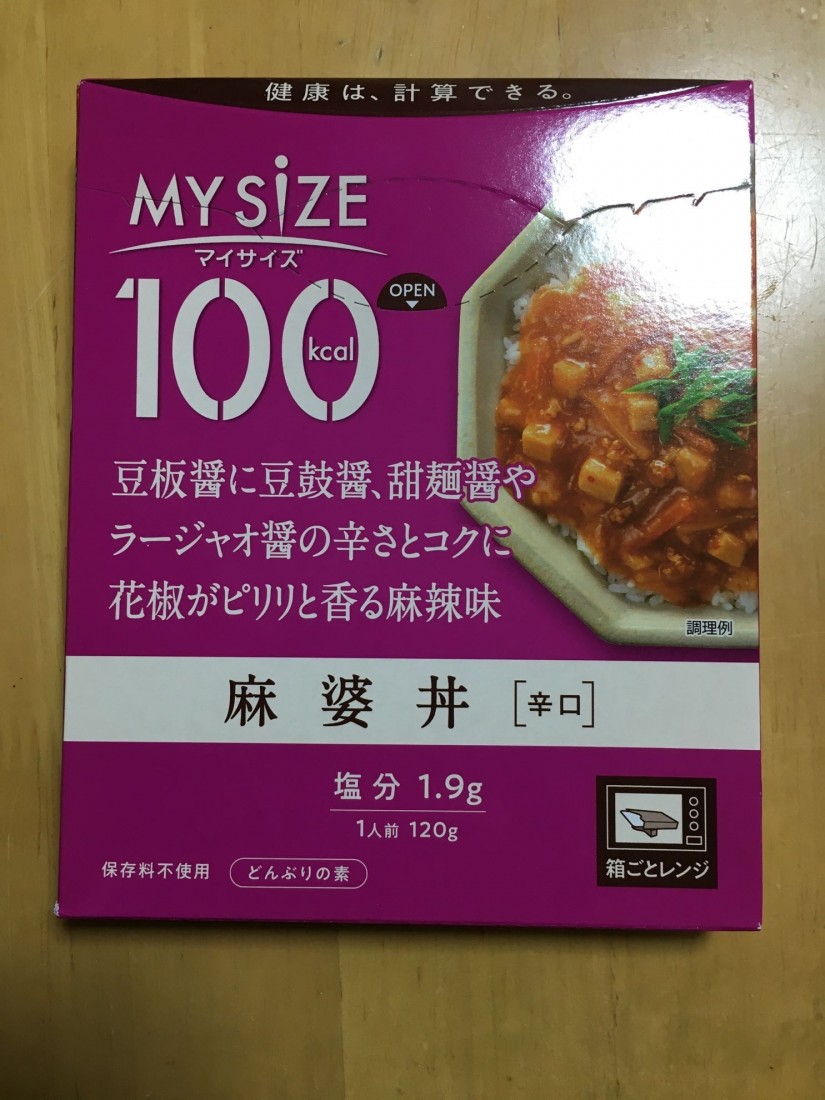 健康は、計算できる。
MY SiZE
マイサイズ
100kcal
OPEN
豆板醤に豆鼓醤、甜麺醤や
ラージャオ醤の辛さとコクに
花椒がピリリと香る麻辣味
調理例
麻婆丼［辛口］
塩分 1.9g
1人前 120g
保存料不使用 どんぶりの素
箱ごとレンジ